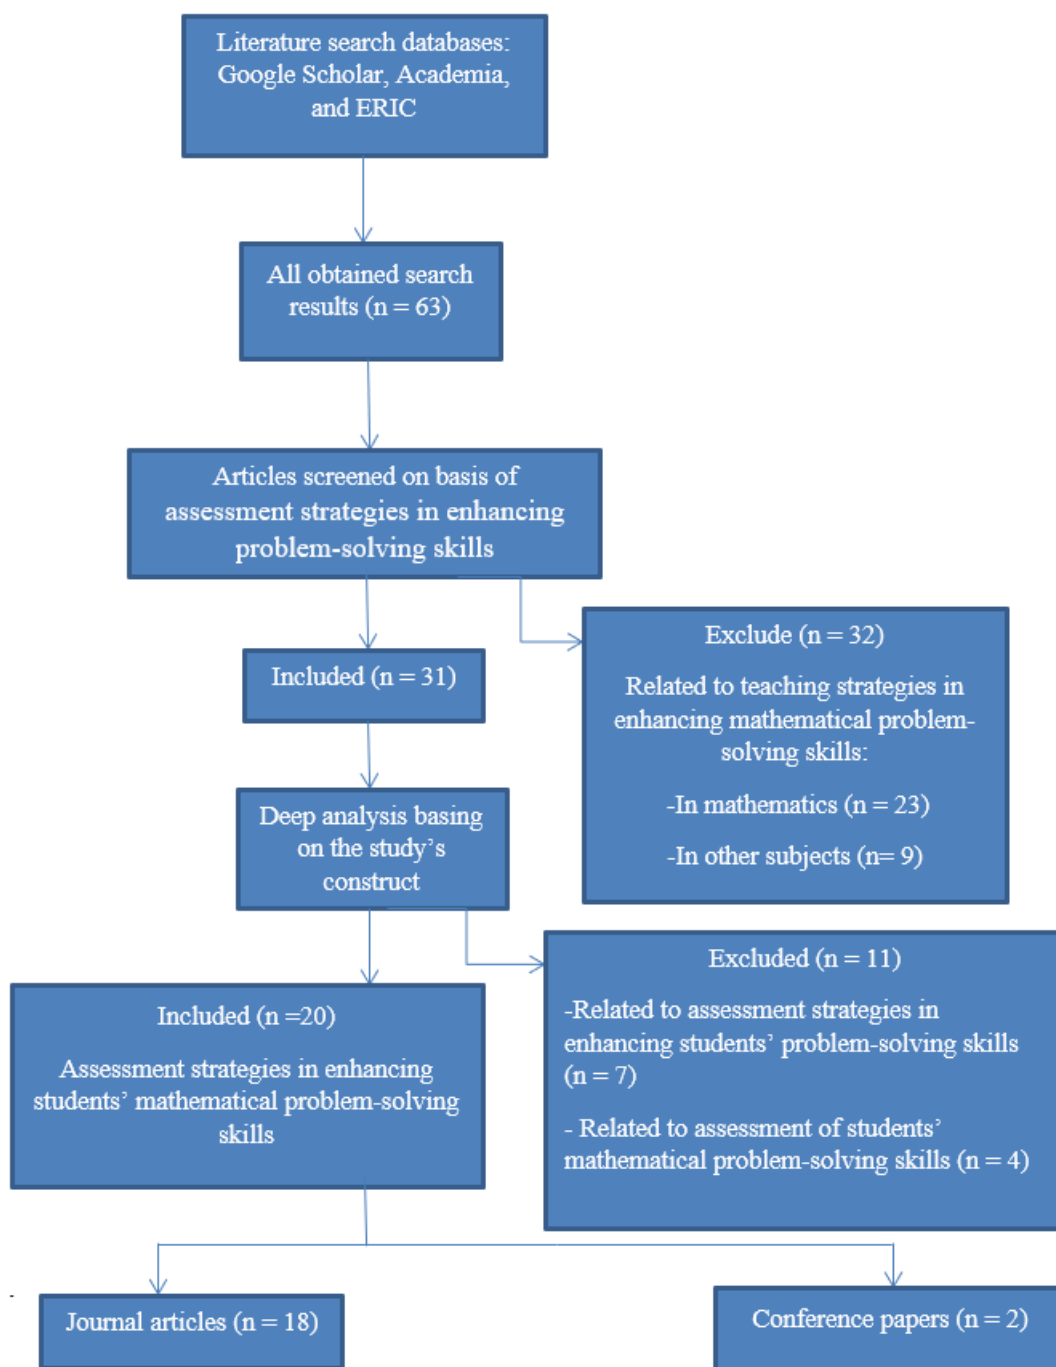 Literature search databases:
Google Scholar, Academia,
and ERIC
All obtained search
results (n = 63)
Articles screened on basis of
assessment strategies in enhancing
problem-solving skills
Included (n = 31)
Exclude (n = 32)
Related to teaching strategies in
enhancing mathematical problem-
solving skills:
-In mathematics (n = 23)
-In other subjects (n= 9)
Deep analysis basing
on the study’s
construct
Excluded (n = 11)
-Related to assessment strategies in
enhancing students’ problem-solving skills
(n = 7)
- Related to assessment of students’
mathematical problem-solving skills (n = 4)
Included (n =20)
Assessment strategies in enhancing
students’ mathematical problem-solving
skills
Journal articles (n = 18)
Conference papers (n = 2)